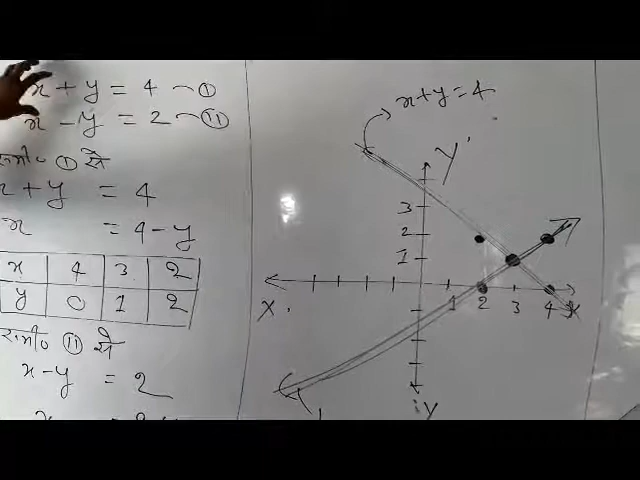 x + y = 4 — ①
x - y = 2 — ⑪
समी० ① से
x + y = 4
x = 4 - y
x 4 3 2
y 0 1 2
समी० ⑪ से
x - y = 2
x+y=4
y'
3
2
1
x
1 2 3 4
y